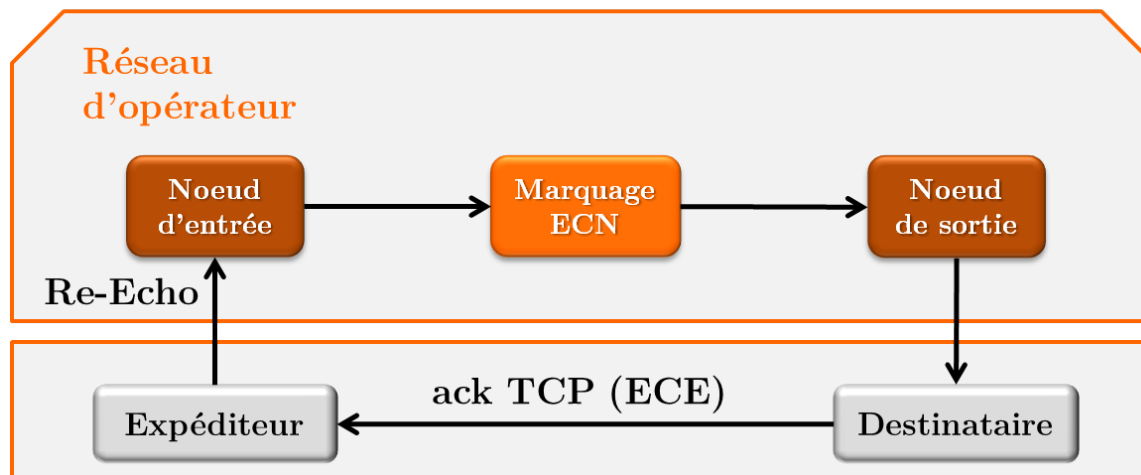 Réseau
d'opérateur
Noeud
d'entrée
Marquage
ECN
Noeud
de sortie
Re-Echo
ack TCP (ECE)
Expéditeur
Destinataire